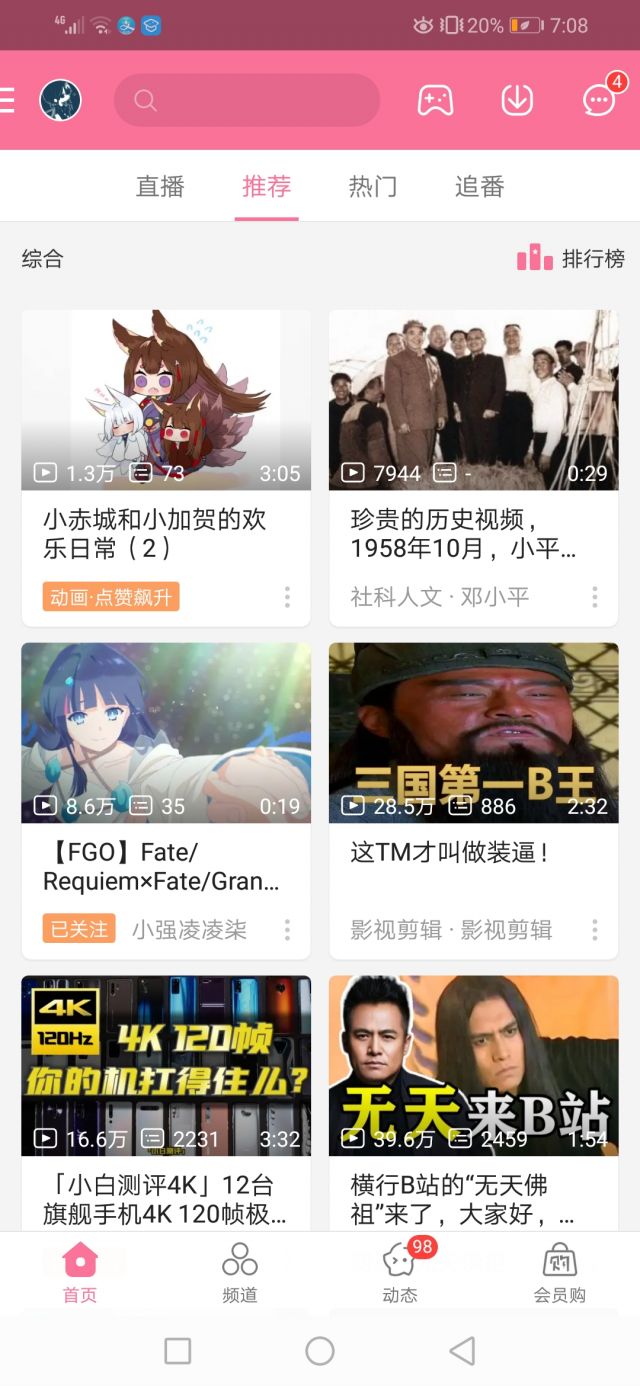 4G 20% 7:08
4
直播 推荐 热门 追番
综合 排行榜
1.3万 73 3:05
小赤城和小加贺的欢
乐日常（2）
动画·点赞飙升
7944 - 0:29
珍贵的历史视频，
1958年10月，小平…
社科人文 · 邓小平
8.6万 35 0:19
【FGO】Fate/
Requiem×Fate/Gran…
已关注 小强凌凌柒
三国第一B王
28.5万 886 2:32
这TM才叫做装逼！
影视剪辑 · 影视剪辑
4K
120Hz
4K 120帧
你的机扛得住么?
16.6万 2231 3:32
「小白测评4K」12台
旗舰手机4K 120帧极…
无天来B站
39.6万 2459 1:54
横行B站的“无天佛
祖”来了，大家好，…
98
首页 频道 动态 会员购